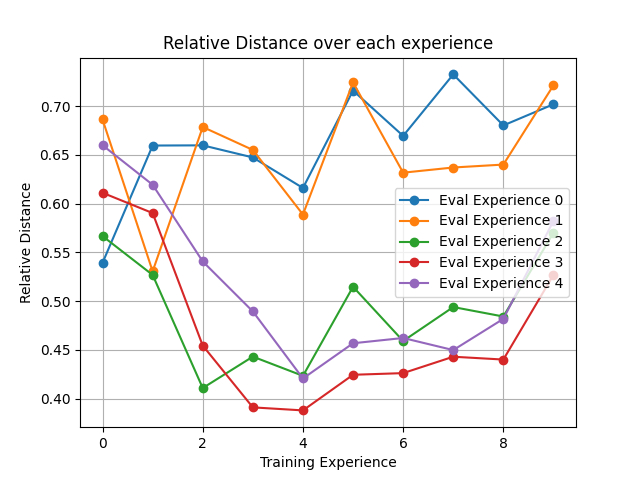 Relative Distance over each experience
Relative Distance
0.70
0.65
0.60
0.55
0.50
0.45
0.40
Eval Experience 0
Eval Experience 1
Eval Experience 2
Eval Experience 3
Eval Experience 4
0 2 4 6 8
Training Experience